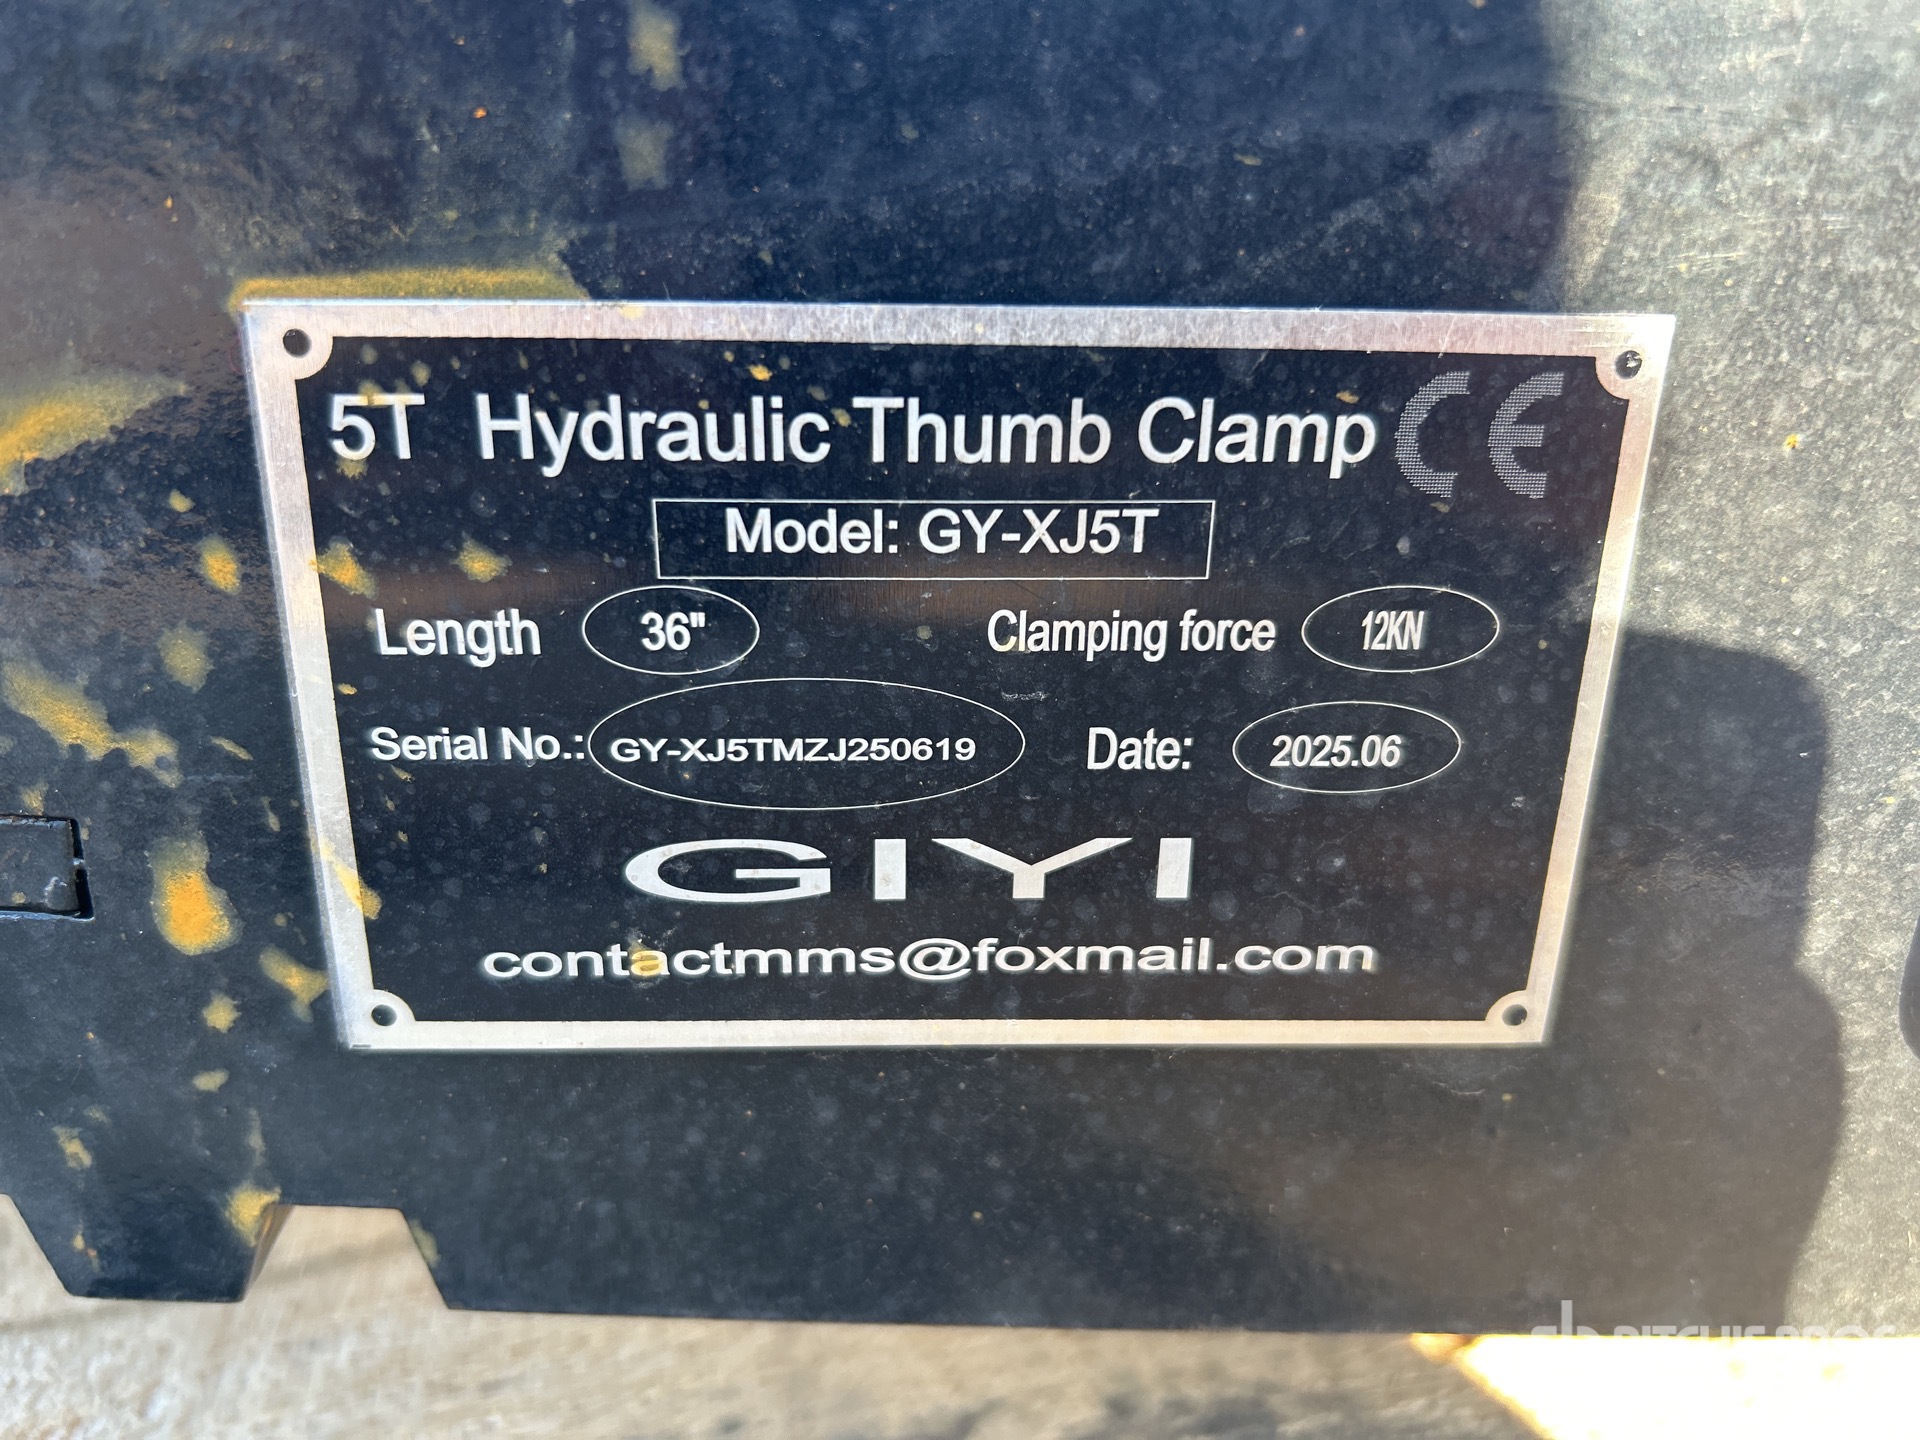 5T Hydraulic Thumb Clamp CE
Model: GY-XJ5T
Length 36" Clamping force 12KN
Serial No.: GY-XJ5TMZJ250619 Date: 2025.06
GIYI
contactmms@foxmail.com